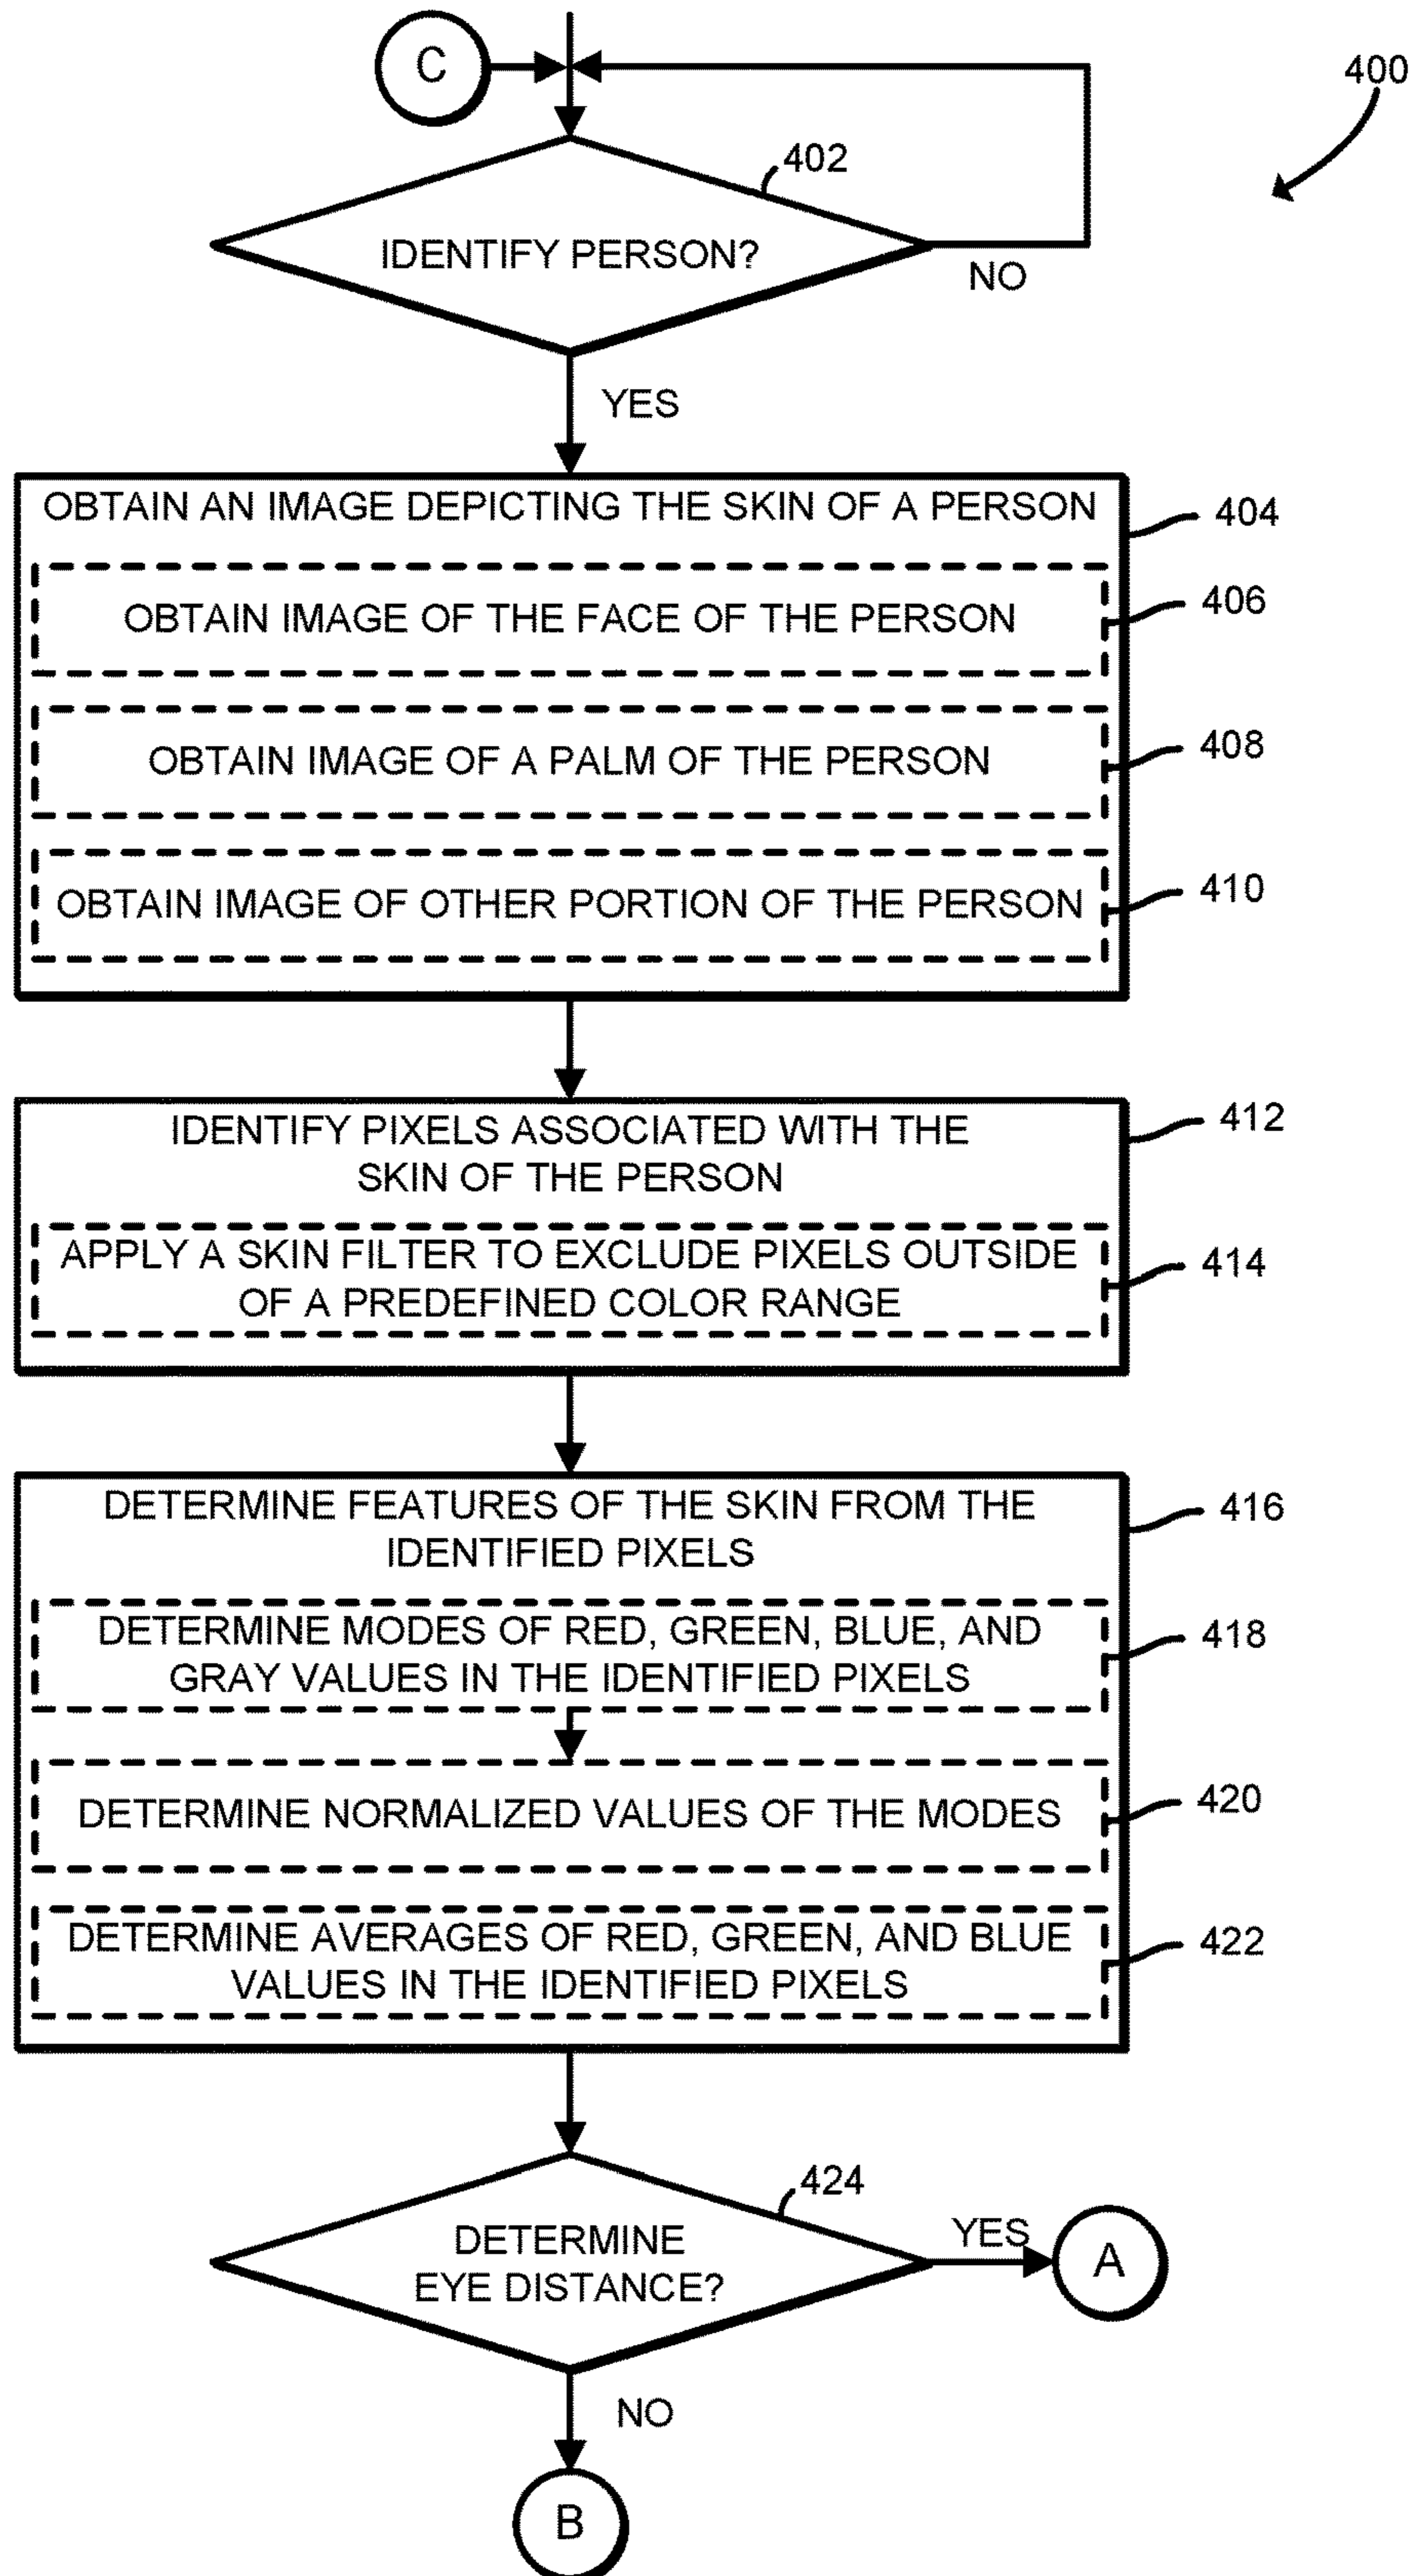 C
400
402
IDENTIFY PERSON?
NO
YES
OBTAIN AN IMAGE DEPICTING THE SKIN OF A PERSON
404
OBTAIN IMAGE OF THE FACE OF THE PERSON
406
OBTAIN IMAGE OF A PALM OF THE PERSON
408
OBTAIN IMAGE OF OTHER PORTION OF THE PERSON
410
IDENTIFY PIXELS ASSOCIATED WITH THE
SKIN OF THE PERSON
412
APPLY A SKIN FILTER TO EXCLUDE PIXELS OUTSIDE
OF A PREDEFINED COLOR RANGE
414
DETERMINE FEATURES OF THE SKIN FROM THE
IDENTIFIED PIXELS
416
DETERMINE MODES OF RED, GREEN, BLUE, AND
GRAY VALUES IN THE IDENTIFIED PIXELS
418
DETERMINE NORMALIZED VALUES OF THE MODES
420
DETERMINE AVERAGES OF RED, GREEN, AND BLUE
VALUES IN THE IDENTIFIED PIXELS
422
424
DETERMINE
EYE DISTANCE?
YES
A
NO
B